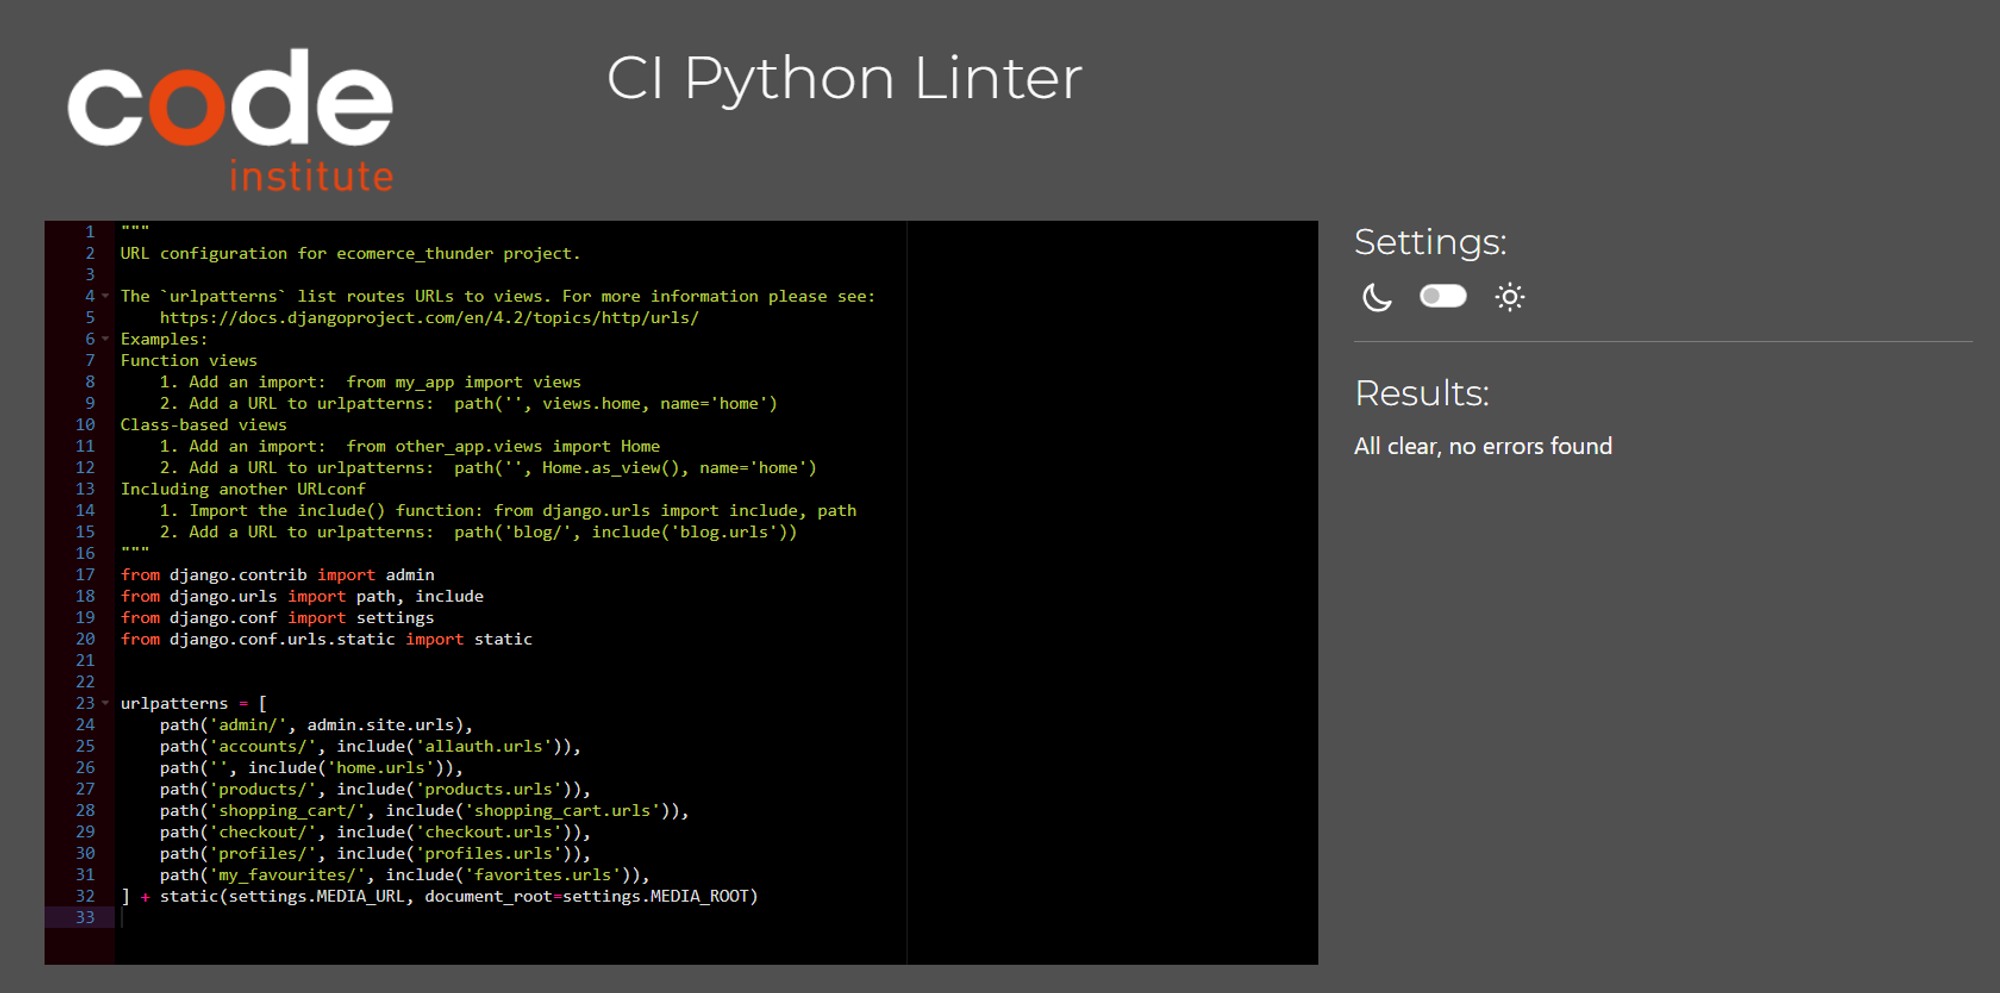 code
institute
CI Python Linter
1 """
2 URL configuration for ecomerce_thunder project.
3
4 The `urlpatterns` list routes URLs to views. For more information please see:
5     https://docs.djangoproject.com/en/4.2/topics/http/urls/
6 Examples:
7 Function views
8     1. Add an import:  from my_app import views
9     2. Add a URL to urlpatterns:  path('', views.home, name='home')
10 Class-based views
11     1. Add an import:  from other_app.views import Home
12     2. Add a URL to urlpatterns:  path('', Home.as_view(), name='home')
13 Including another URLconf
14     1. Import the include() function: from django.urls import include, path
15     2. Add a URL to urlpatterns:  path('blog/', include('blog.urls'))
16 """
17 from django.contrib import admin
18 from django.urls import path, include
19 from django.conf import settings
20 from django.conf.urls.static import static
21
22
23 urlpatterns = [
24     path('admin/', admin.site.urls),
25     path('accounts/', include('allauth.urls')),
26     path('', include('home.urls')),
27     path('products/', include('products.urls')),
28     path('shopping_cart/', include('shopping_cart.urls')),
29     path('checkout/', include('checkout.urls')),
30     path('profiles/', include('profiles.urls')),
31     path('my_favourites/', include('favorites.urls')),
32 ] + static(settings.MEDIA_URL, document_root=settings.MEDIA_ROOT)
33
Settings:
Results:
All clear, no errors found